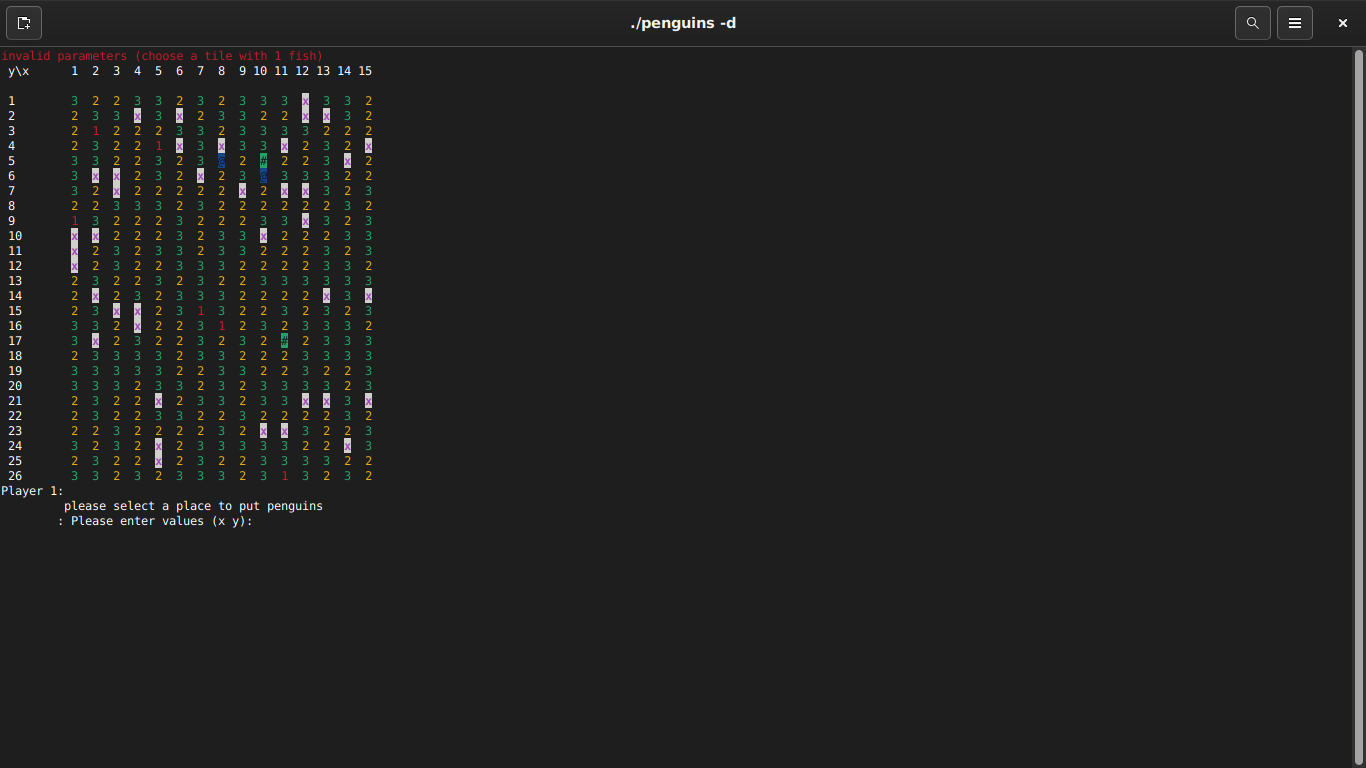 ./penguins -d
invalid parameters (choose a tile with 1 fish)
y\x 1 2 3 4 5 6 7 8 9 10 11 12 13 14 15
1 3 2 2 3 3 2 3 2 3 3 3 x 3 3 2
2 2 3 3 x 3 x 2 3 3 2 2 x x 3 2
3 2 1 2 2 2 3 3 2 3 3 3 3 2 2 2
4 2 3 2 2 1 x 3 x 3 3 x 2 3 2 x
5 3 3 2 2 3 2 3 2 # 2 2 3 x 2
6 3 x x 2 3 2 x 2 3 3 3 3 2 2
7 3 2 x 2 2 2 2 2 x 2 x x 3 2 3
8 2 2 3 3 3 2 3 2 2 2 2 2 2 3 2
9 1 3 2 2 2 3 2 2 2 3 3 x 3 2 3
10 x x 2 2 2 3 2 3 3 x 2 2 2 3 3
11 x 2 3 2 3 3 2 3 3 2 2 2 3 2 3
12 x 2 3 2 2 3 3 3 2 2 2 2 3 3 2
13 2 3 2 2 3 2 3 2 2 3 3 3 3 3 3
14 2 x 2 3 2 3 3 3 2 2 2 2 x 3 x
15 2 3 x x 2 3 1 3 2 2 3 2 3 2 3
16 3 3 2 x 2 2 3 1 2 3 2 3 3 3 2
17 3 x 2 3 2 2 3 2 3 2 # 2 3 3 3
18 2 3 3 3 3 2 3 3 2 2 2 3 3 3 3
19 3 3 3 3 3 2 2 3 3 2 2 3 2 2 3
20 3 3 3 2 3 3 2 3 2 3 3 3 3 2 3
21 2 3 2 2 x 2 3 3 2 3 3 x x 3 x
22 2 3 2 2 3 3 2 2 3 2 2 2 2 3 2
23 2 2 3 2 2 2 2 3 2 x x 3 2 2 3
24 3 2 3 2 x 2 3 3 3 3 3 2 2 x 3
25 2 3 2 2 x 2 3 2 2 3 3 3 3 2 2
26 3 3 2 3 2 3 3 3 2 3 1 3 2 3 2
Player 1:
please select a place to put penguins
: Please enter values (x y):